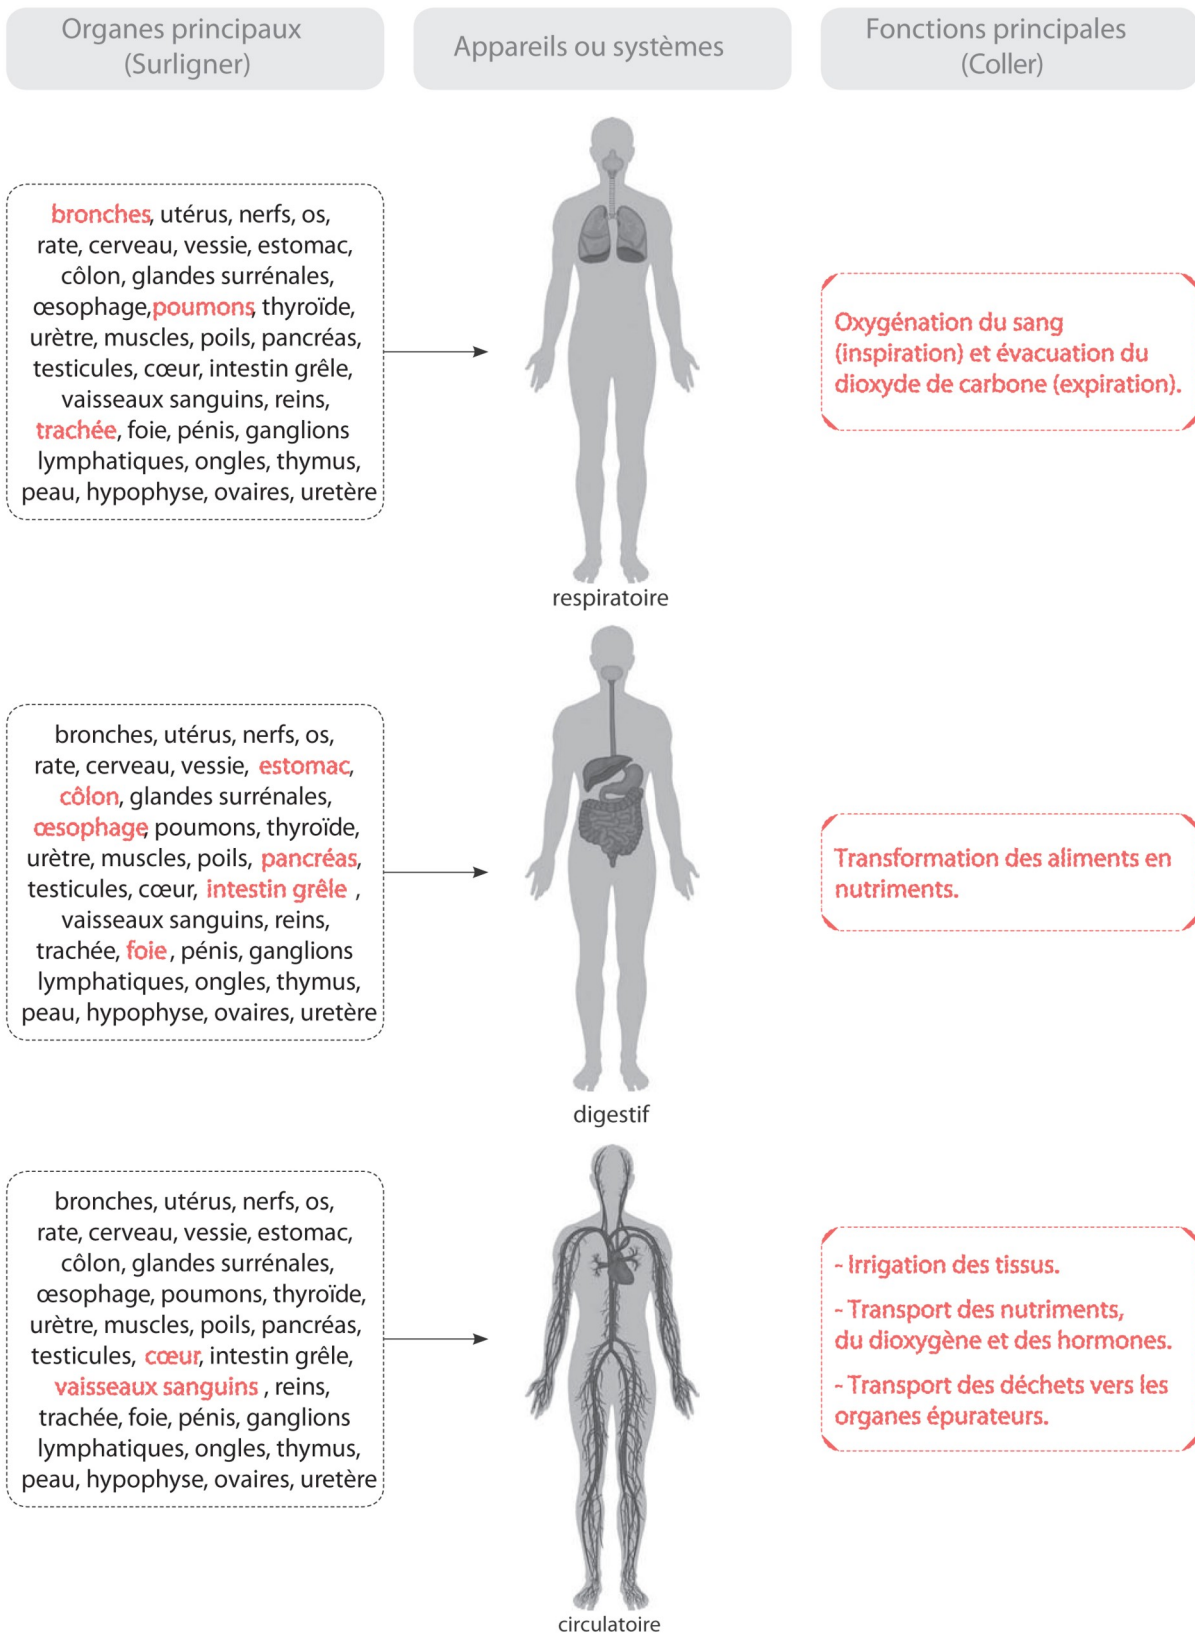 Organes principaux
(Surligner)
Appareils ou systèmes
Fonctions principales
(Coller)
bronches, utérus, nerfs, os,
rate, cerveau, vessie, estomac,
côlon, glandes surrénales,
œsophage, poumons, thyroïde,
urètre, muscles, poils, pancréas,
testicules, cœur, intestin grêle,
vaisseaux sanguins, reins,
trachée, foie, pénis, ganglions
lymphatiques, ongles, thymus,
peau, hypophyse, ovaires, uretère
respiratoire
Oxygénation du sang
(inspiration) et évacuation du
dioxyde de carbone (expiration).
bronches, utérus, nerfs, os,
rate, cerveau, vessie, estomac,
côlon, glandes surrénales,
œsophage, poumons, thyroïde,
urètre, muscles, poils, pancréas,
testicules, cœur, intestin grêle ,
vaisseaux sanguins, reins,
trachée, foie , pénis, ganglions
lymphatiques, ongles, thymus,
peau, hypophyse, ovaires, uretère
digestif
Transformation des aliments en
nutriments.
bronches, utérus, nerfs, os,
rate, cerveau, vessie, estomac,
côlon, glandes surrénales,
œsophage, poumons, thyroïde,
urètre, muscles, poils, pancréas,
testicules, cœur, intestin grêle,
vaisseaux sanguins , reins,
trachée, foie, pénis, ganglions
lymphatiques, ongles, thymus,
peau, hypophyse, ovaires, uretère
circulatoire
- Irrigation des tissus.
- Transport des nutriments,
du dioxygène et des hormones.
- Transport des déchets vers les
organes épurateurs.